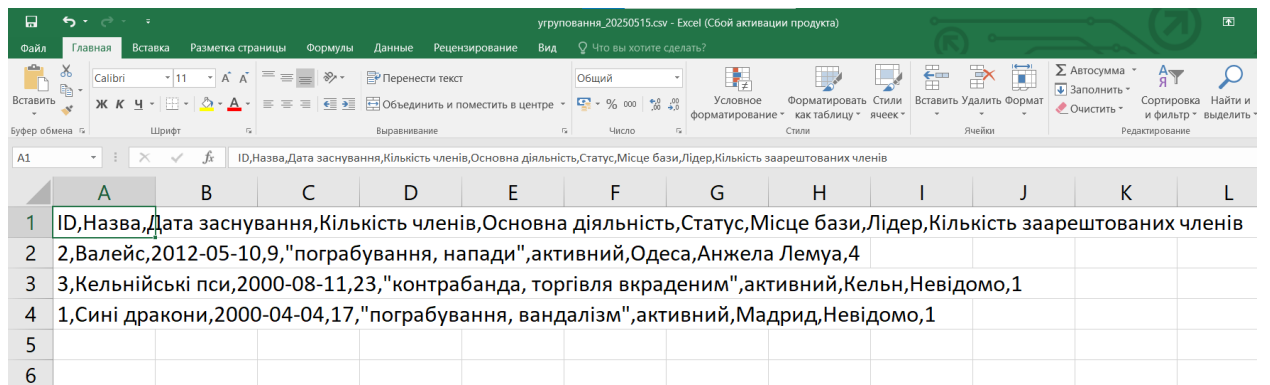 угруповання_20250515.csv - Excel (Сбой активации продукта)
Файл Главная Вставка Разметка страницы Формулы Данные Рецензирование Вид Что вы хотите сделать?
Вставить
Calibri 11
Ж К Ч
Перенести текст
Объединить и поместить в центре
Общий
% 000
Условное форматирование
Форматировать как таблицу
Стили ячеек
Вставить Удалить Формат
Автосумма
Заполнить
Очистить
Сортировка и фильтр
Найти и выделить
Буфер обмена Шрифт Выравнивание Число Стили Ячейки Редактирование
A1 fx ID,Назва,Дата заснування,Кількість членів,Основна діяльність,Статус,Місце бази,Лідер,Кількість заарештованих членів
A B C D E F G H I J K L
1 ID,Назва,Дата заснування,Кількість членів,Основна діяльність,Статус,Місце бази,Лідер,Кількість заарештованих членів
2 2,Валейс,2012-05-10,9,"пограбування, напади",активний,Одеса,Анжела Лемуа,4
3 3,Кельнійські пси,2000-08-11,23,"контрабанда, торгівля вкраденим",активний,Кельн,Невідомо,1
4 1,Сині дракони,2000-04-04,17,"пограбування, вандалізм",активний,Мадрид,Невідомо,1
5
6